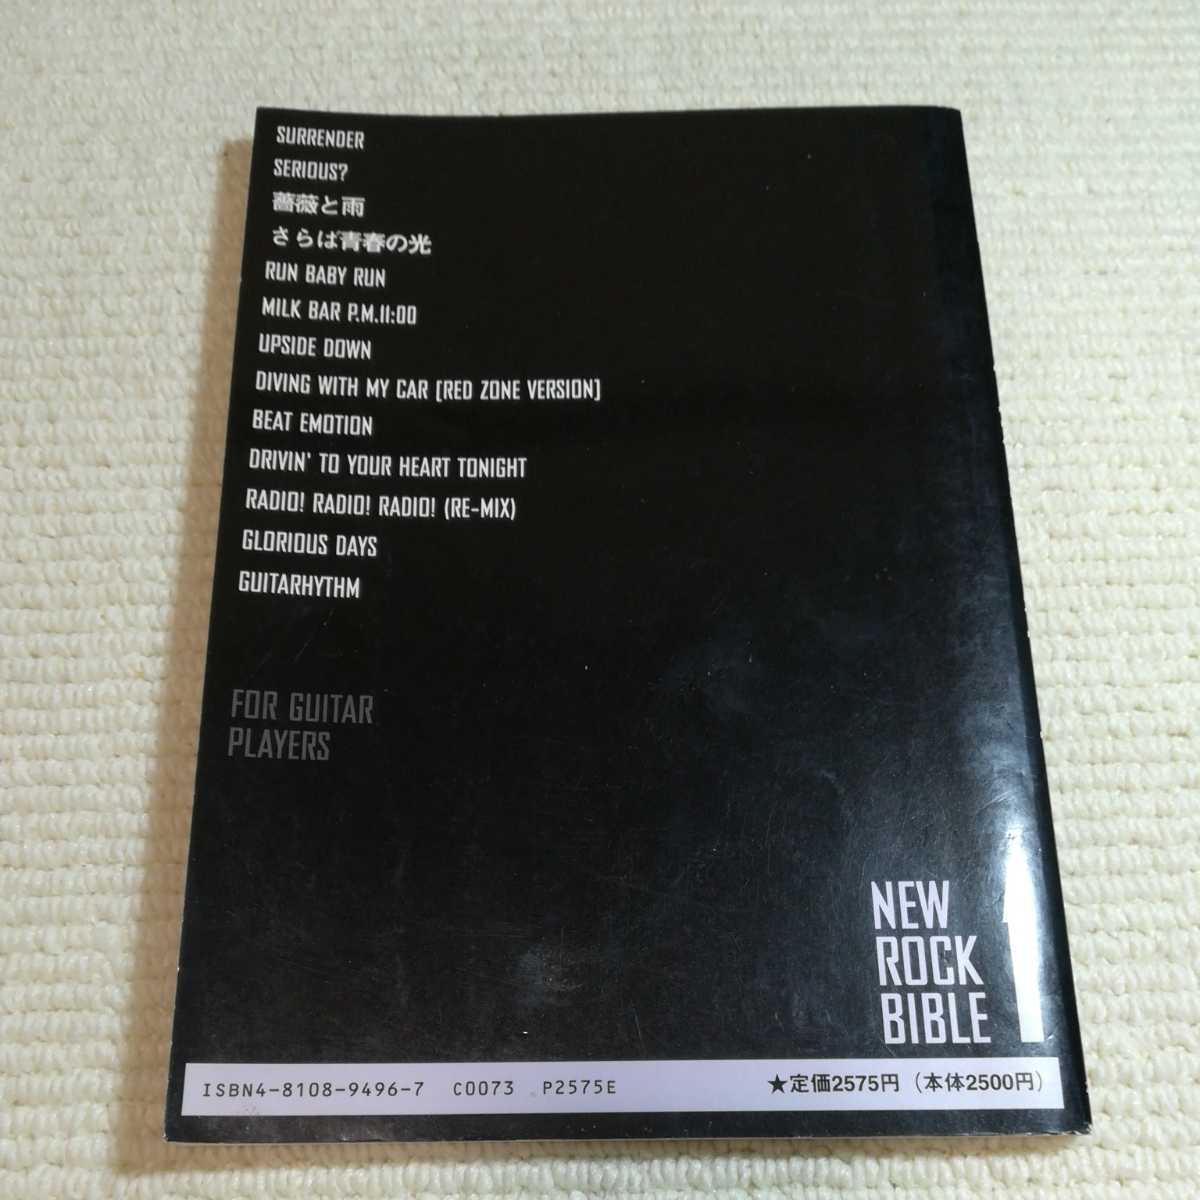 SURRENDER
SERIOUS?
薔薇と雨
さらば青春の光
RUN BABY RUN
MILK BAR P.M.11:00
UPSIDE DOWN
DIVING WITH MY CAR [RED ZONE VERSION]
BEAT EMOTION
DRIVIN' TO YOUR HEART TONIGHT
RADIO! RADIO! RADIO! (RE-MIX)
GLORIOUS DAYS
GUITARHYTHM
FOR GUITAR
PLAYERS
NEW
ROCK
BIBLE
1
ISBN4-8108-9496-7 C0073 P2575E
★定価2575円（本体2500円）